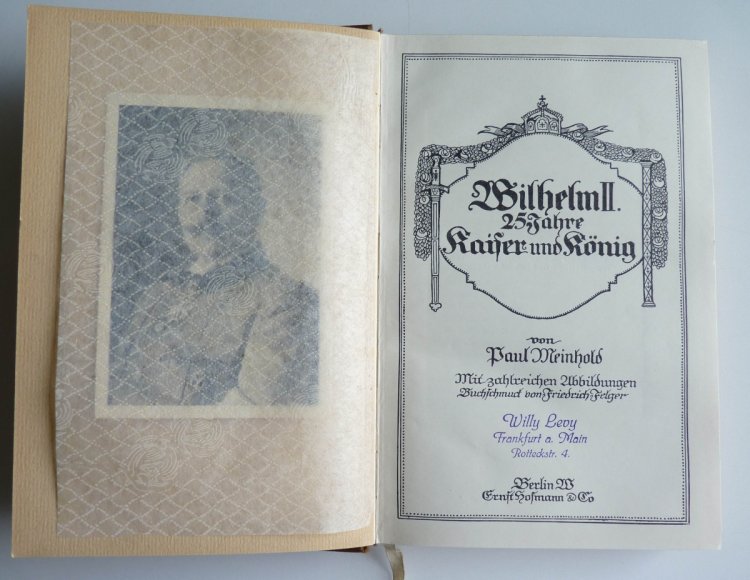 Wilhelm II.
25 Jahre
Kaiser und König
von
Paul Meinhold
Mit zahlreichen Abbildungen
Buchschmuck von Friedrich Felger
Willy Levy
Frankfurt a. Main
Rotteckstr. 4.
Berlin W
Ernst Hofmann & Co